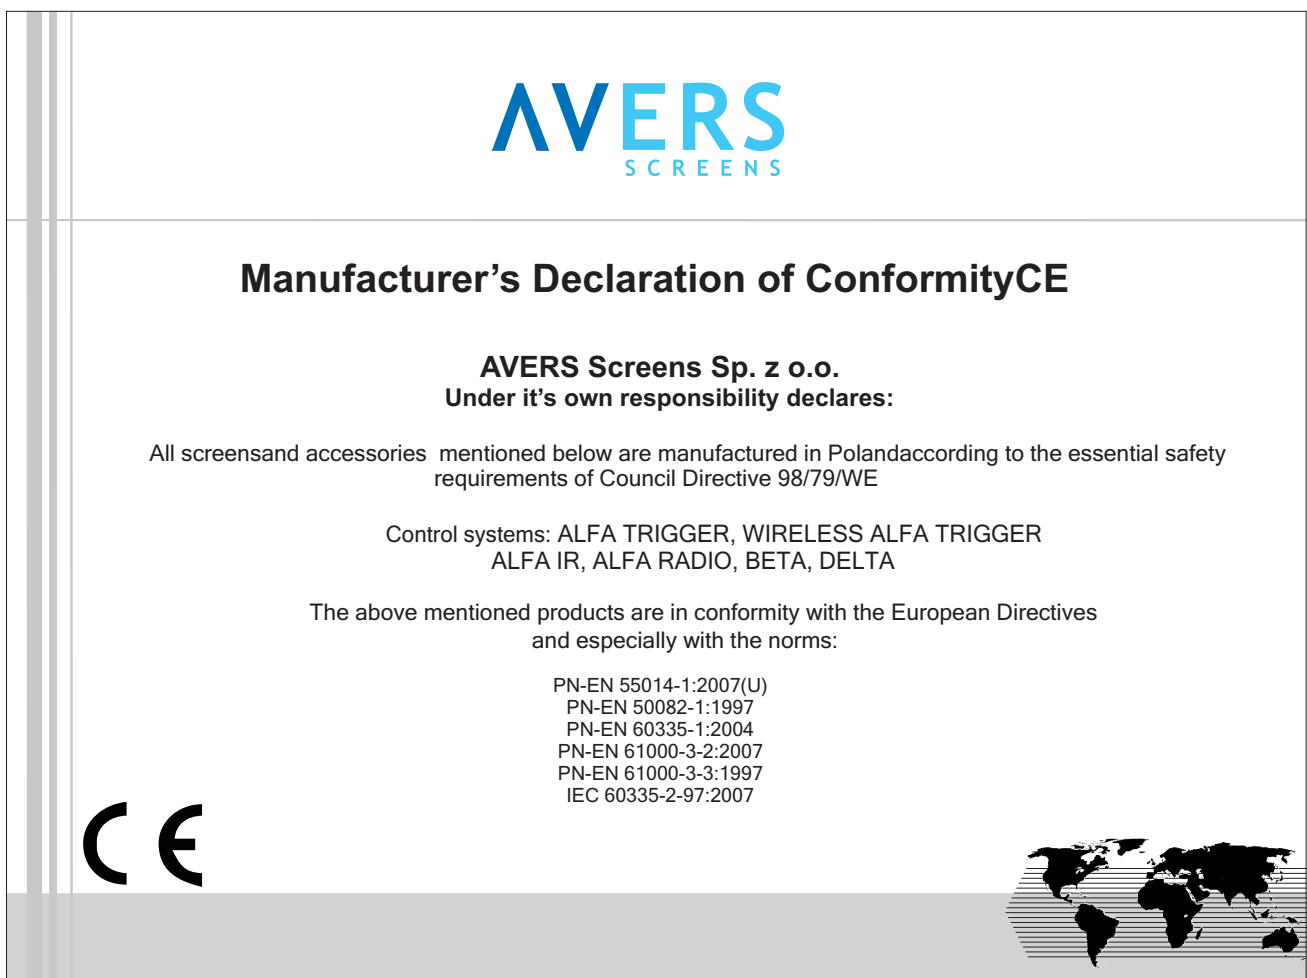 AVERS
SCREENS
Manufacturer’s Declaration of ConformityCE
AVERS Screens Sp. z o.o.
Under it’s own responsibility declares:
All screensand accessories  mentioned below are manufactured in Polandaccording to the essential safety
requirements of Council Directive 98/79/WE
Control systems: ALFA TRIGGER, WIRELESS ALFA TRIGGER
ALFA IR, ALFA RADIO, BETA, DELTA
The above mentioned products are in conformity with the European Directives
and especially with the norms:
PN-EN 55014-1:2007(U)
PN-EN 50082-1:1997
PN-EN 60335-1:2004
PN-EN 61000-3-2:2007
PN-EN 61000-3-3:1997
IEC 60335-2-97:2007
CE